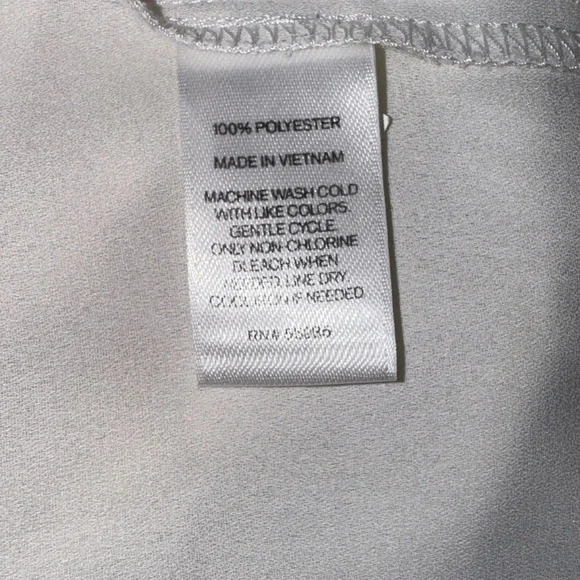 100% POLYESTER
MADE IN VIETNAM
MACHINE WASH COLD
WITH LIKE COLORS.
GENTLE CYCLE.
ONLY NON-CHLORINE
BLEACH WHEN
NEEDED. LINE DRY.
COOL IRON IF NEEDED
RN#